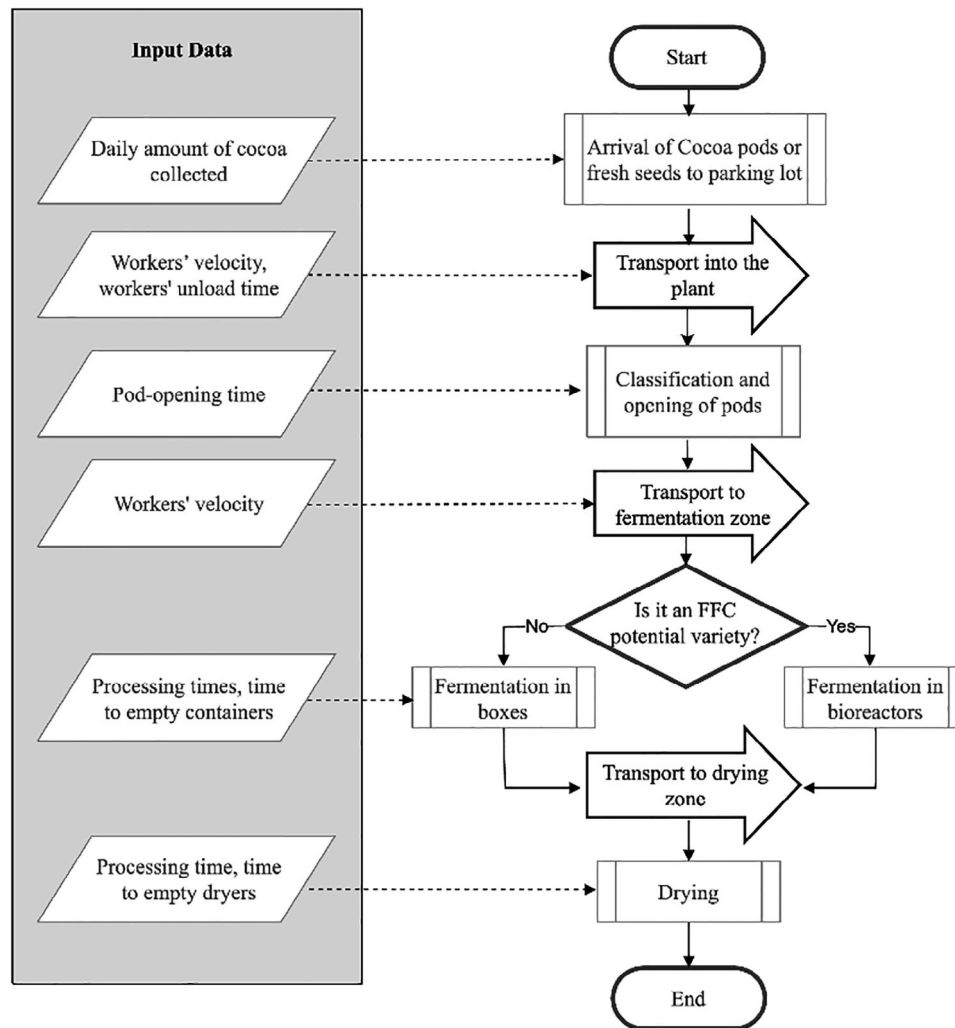 Input Data
Daily amount of cocoa
collected
Workers’ velocity,
workers' unload time
Pod-opening time
Workers' velocity
Processing times, time
to empty containers
Processing time, time
to empty dryers
Start
Arrival of Cocoa pods or
fresh seeds to parking lot
Transport into the
plant
Classification and
opening of pods
Transport to
fermentation zone
Is it an FFC
potential variety?
No
Yes
Fermentation in
boxes
Fermentation in
bioreactors
Transport to drying
zone
Drying
End